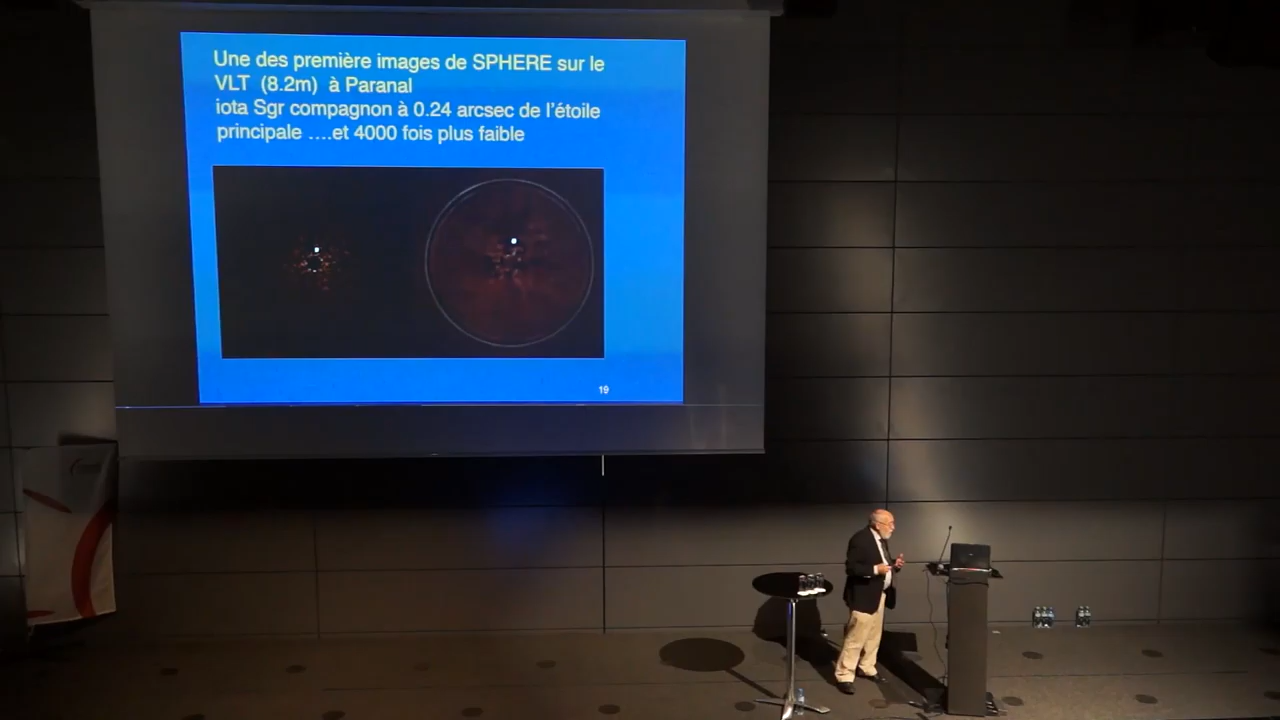 Une des première images de SPHERE sur le
VLT (8.2m) à Paranal
iota Sgr compagnon à 0.24 arcsec de l'étoile
principale ....et 4000 fois plus faible
19